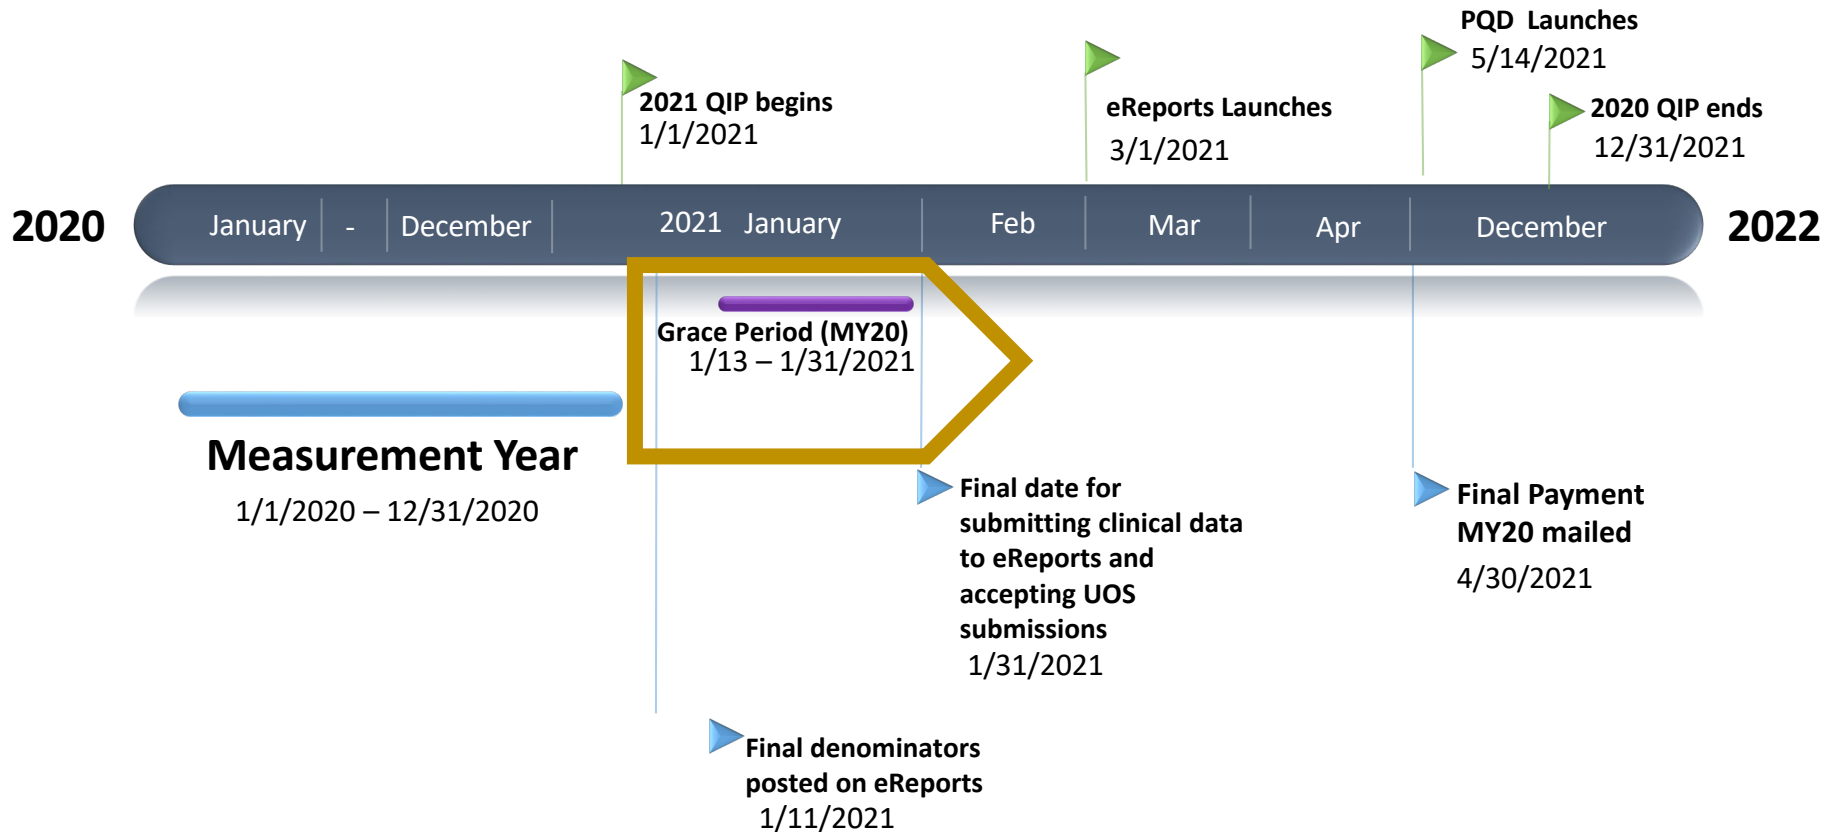 PQD  Launches
5/14/2021
2021 QIP begins
1/1/2021
eReports Launches
3/1/2021
2020 QIP ends
12/31/2021
2020
January
-
December
2021 January
Feb
Mar
Apr
December
2022
Grace Period (MY20)
1/13 – 1/31/2021
Measurement Year
1/1/2020 – 12/31/2020
Final date for
submitting clinical data
to eReports and
accepting UOS
submissions
1/31/2021
Final Payment
MY20 mailed
4/30/2021
Final denominators
posted on eReports
1/11/2021